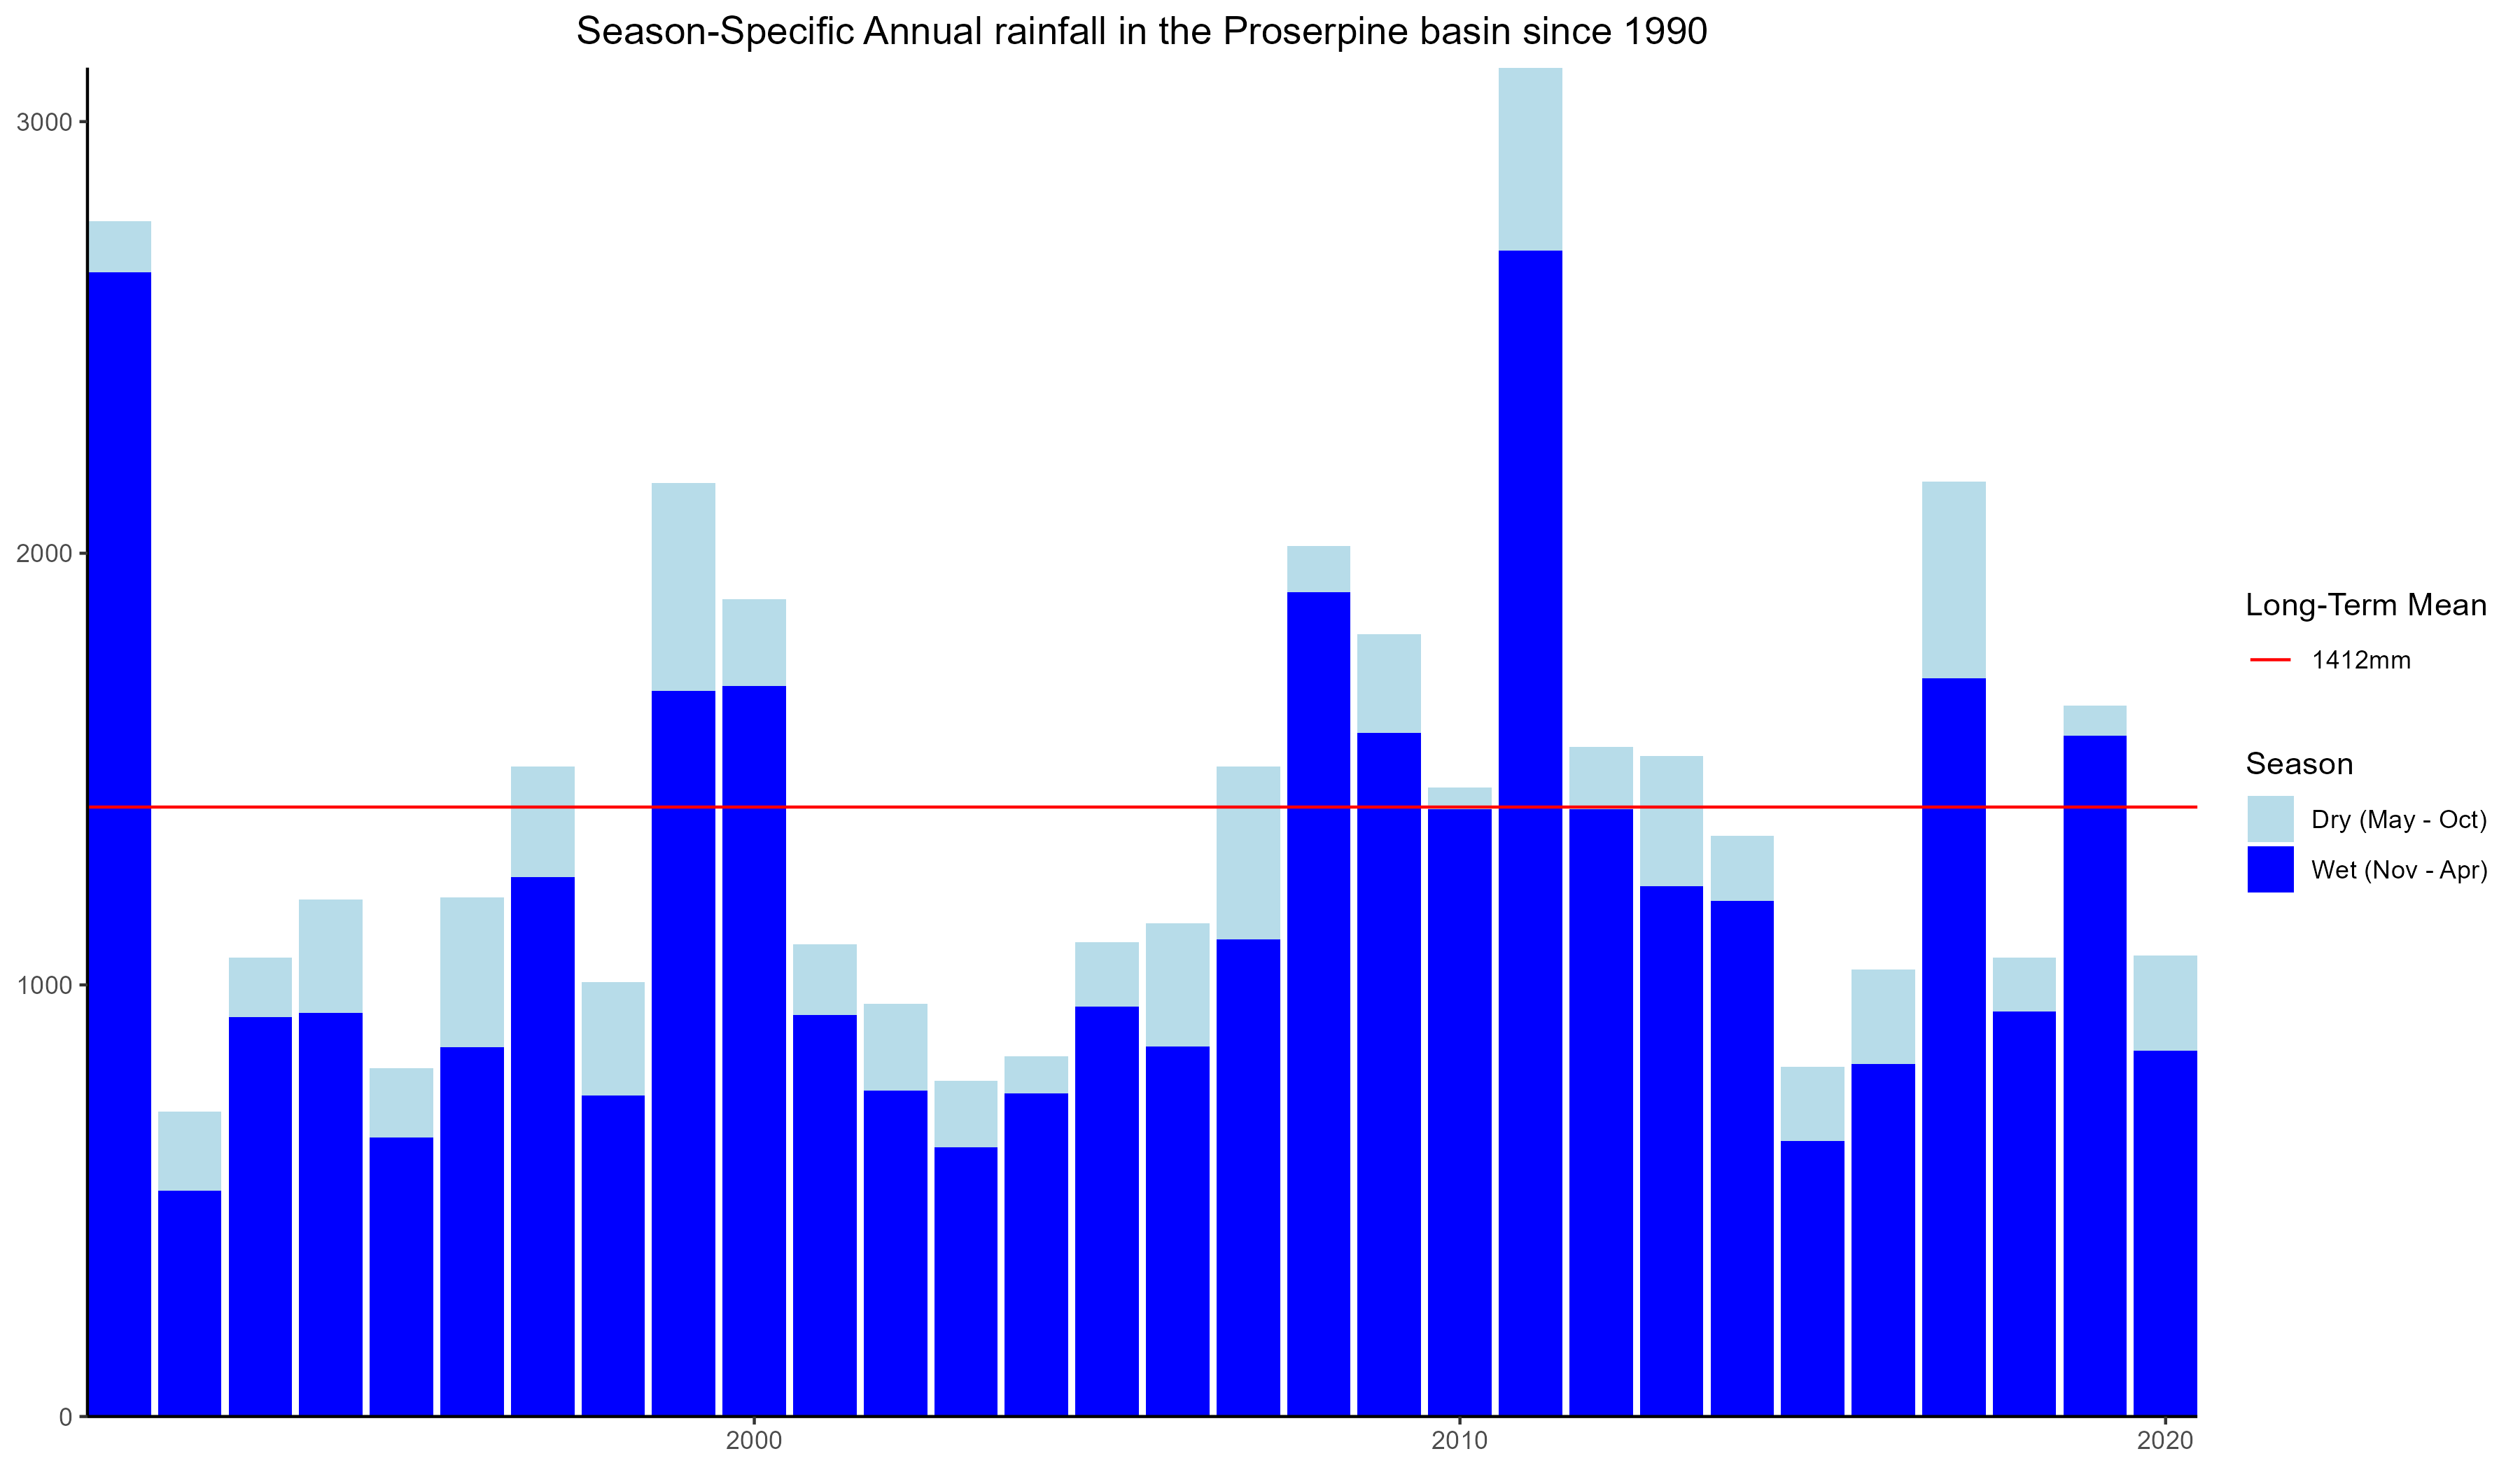 Season-Specific Annual rainfall in the Proserpine basin since 1990
3000
2000
1000
0
2000
2010
2020
Long-Term Mean
1412mm
Season
Dry (May - Oct)
Wet (Nov - Apr)